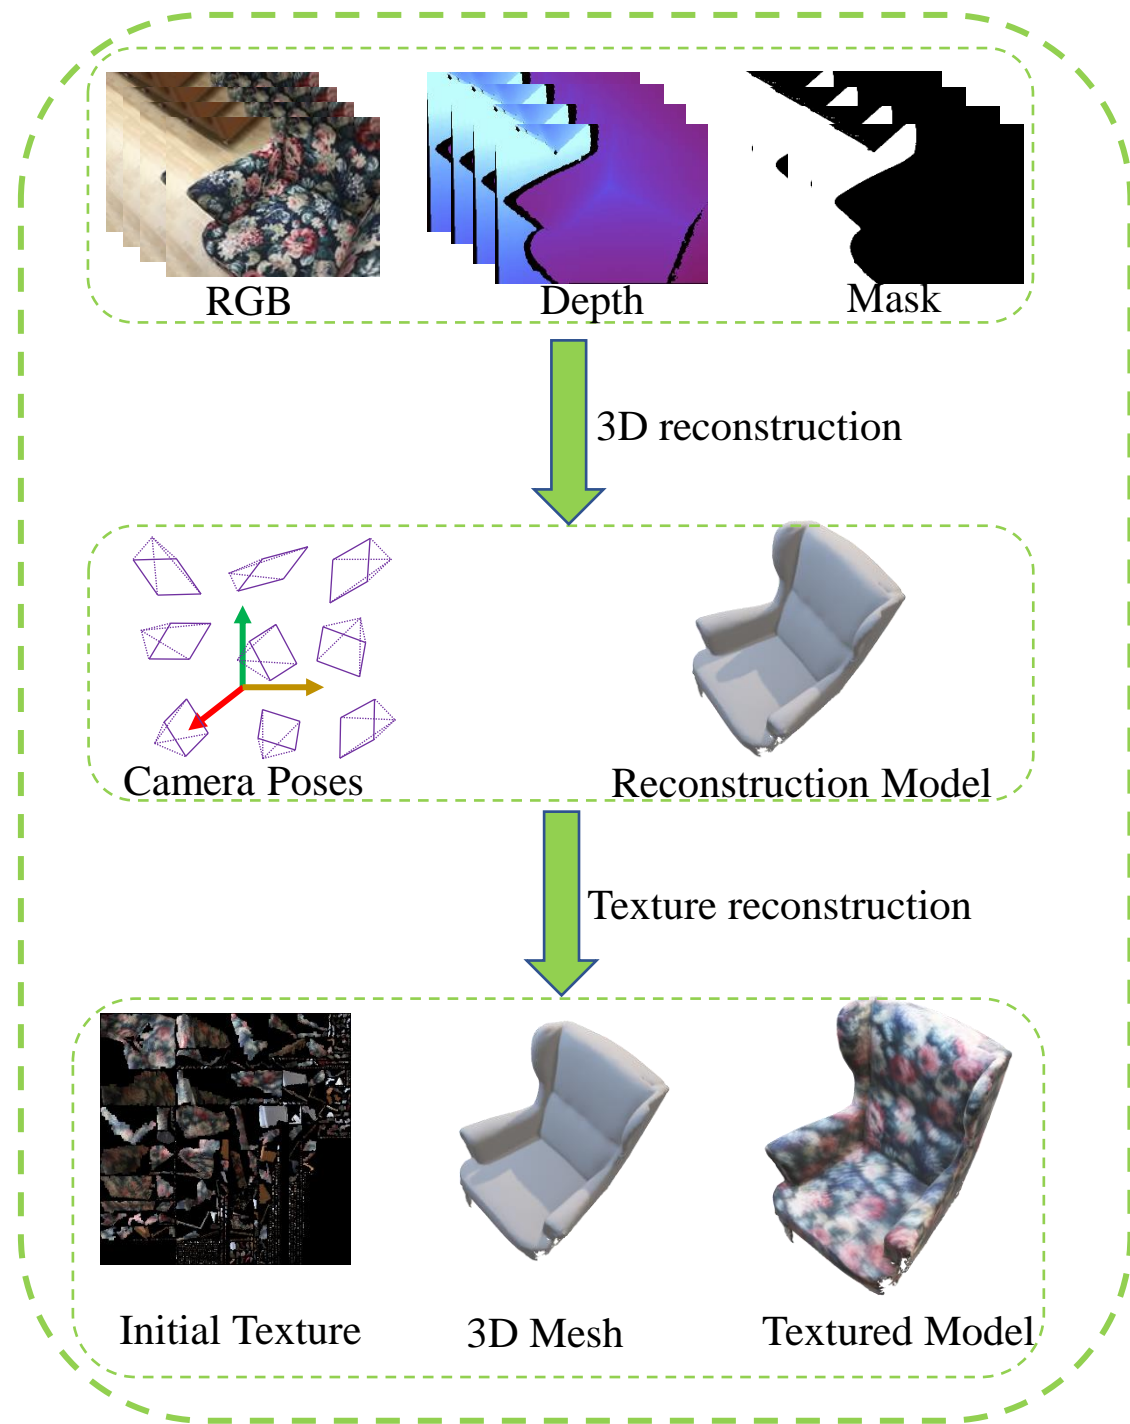 RGB
Depth
Mask
3D reconstruction
Camera Poses
Reconstruction Model
Texture reconstruction
Initial Texture
3D Mesh
Textured Model